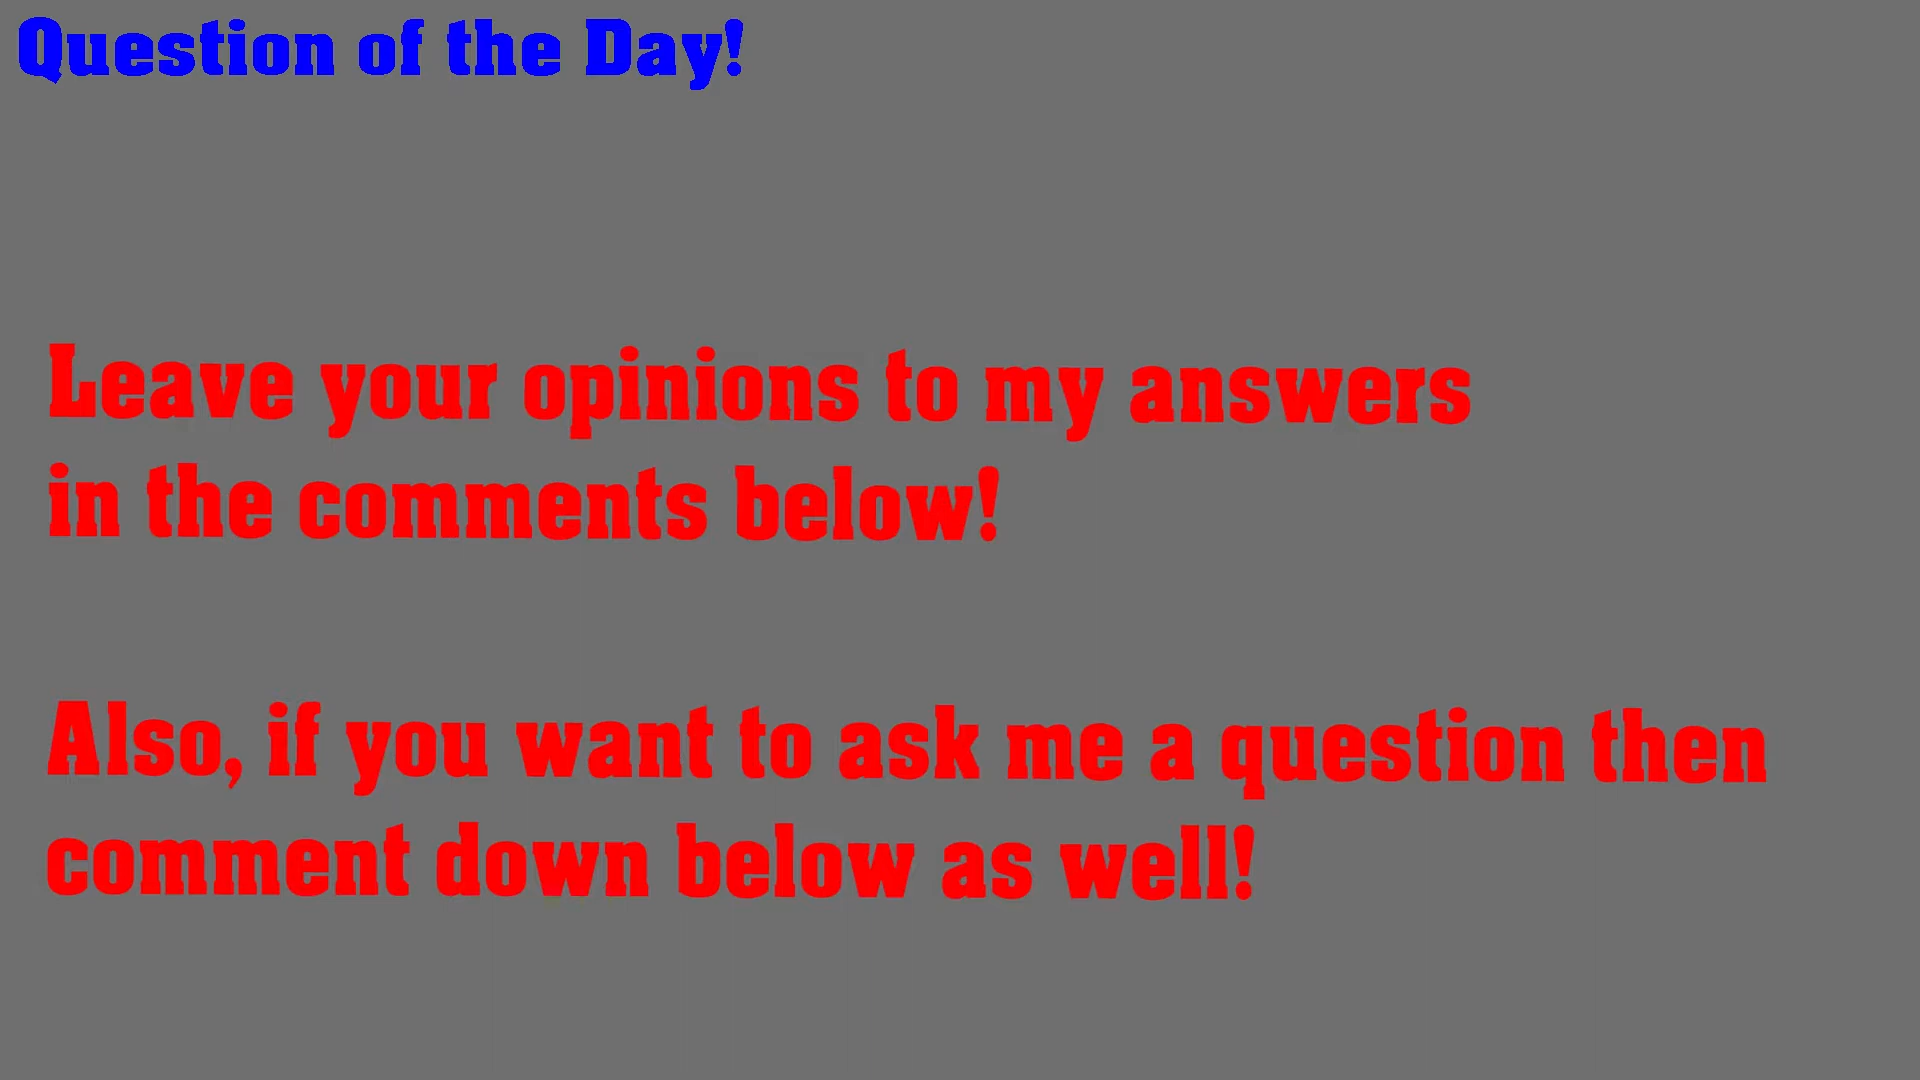 Question of the Day!
Leave your opinions to my answers
in the comments below!
Also, if you want to ask me a question then
comment down below as well!